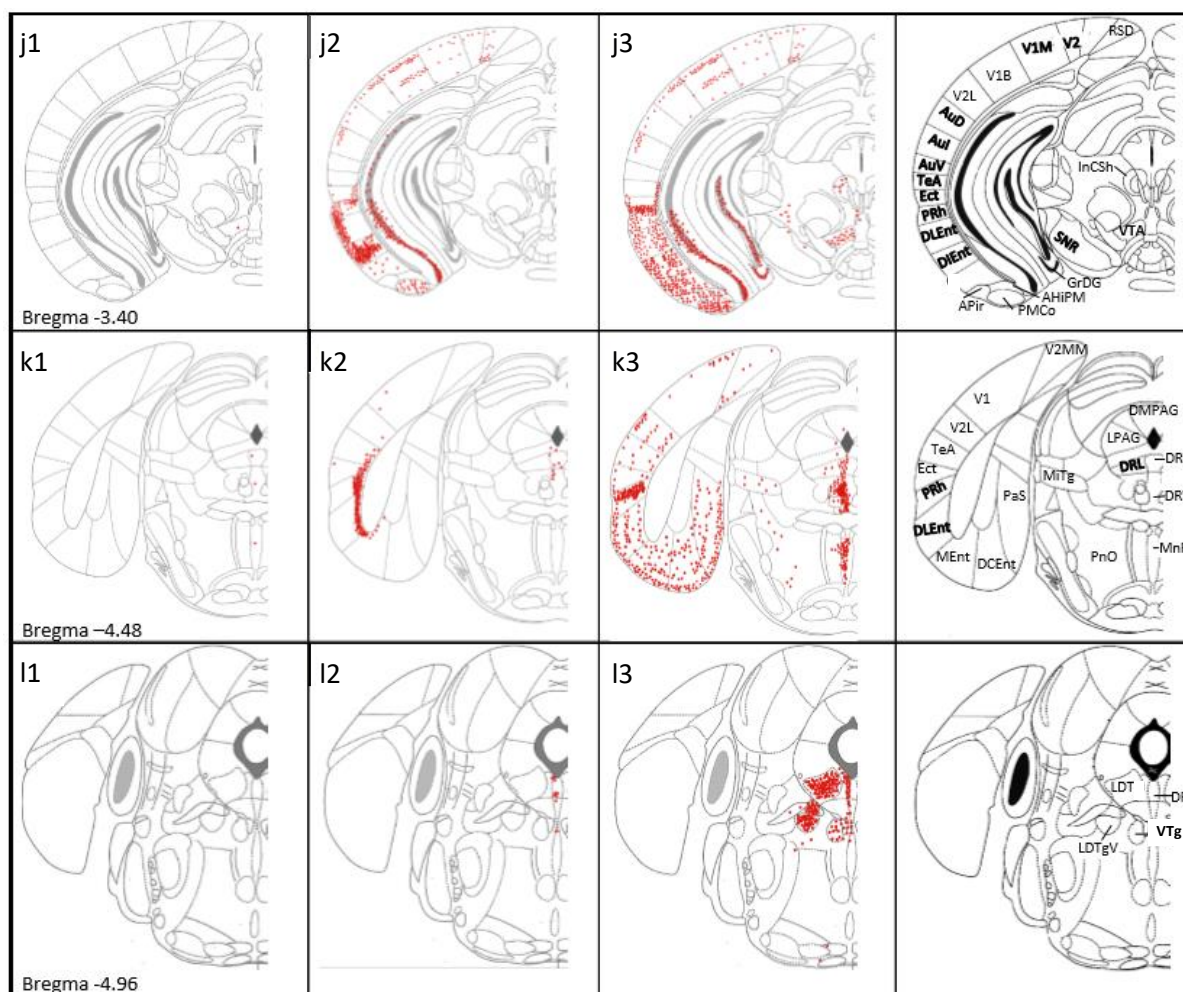 j1
j2
j3
RSD
V2
V1M
V1B
V2L
AuD
AuI
AuV
TeA
Ect
PRh
DLEnt
DIEnt
InCSh
VTA
SNR
GrDG
AHiPM
PMCo
APir
Bregma -3.40
k1
k2
k3
V2MM
V1
V2L
TeA
Ect
PRh
DLEnt
MEnt
DCEnt
PaS
MiTg
PnO
DMPAG
LPAG
DRL
Bregma –4.48
l1
l2
l3
LDT
VTg
LDTgV
Bregma -4.96